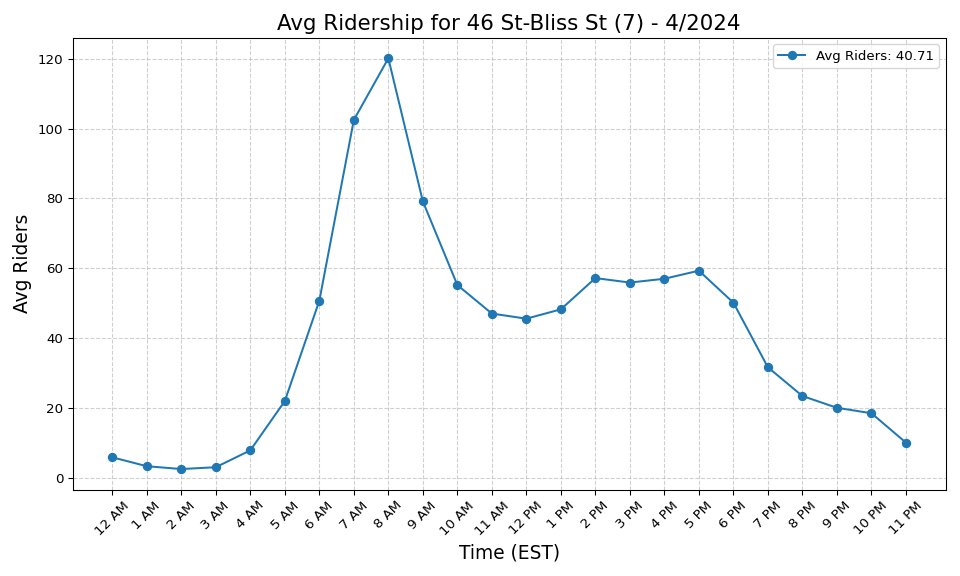 Avg Ridership for 46 St-Bliss St (7) - 4/2024
Avg Riders: 40.71
120
100
80
60
40
20
0
Avg Riders
12 AM
1 AM
2 AM
3 AM
4 AM
5 AM
6 AM
7 AM
8 AM
9 AM
10 AM
11 AM
12 PM
1 PM
2 PM
3 PM
4 PM
5 PM
6 PM
7 PM
8 PM
9 PM
10 PM
11 PM
Time (EST)